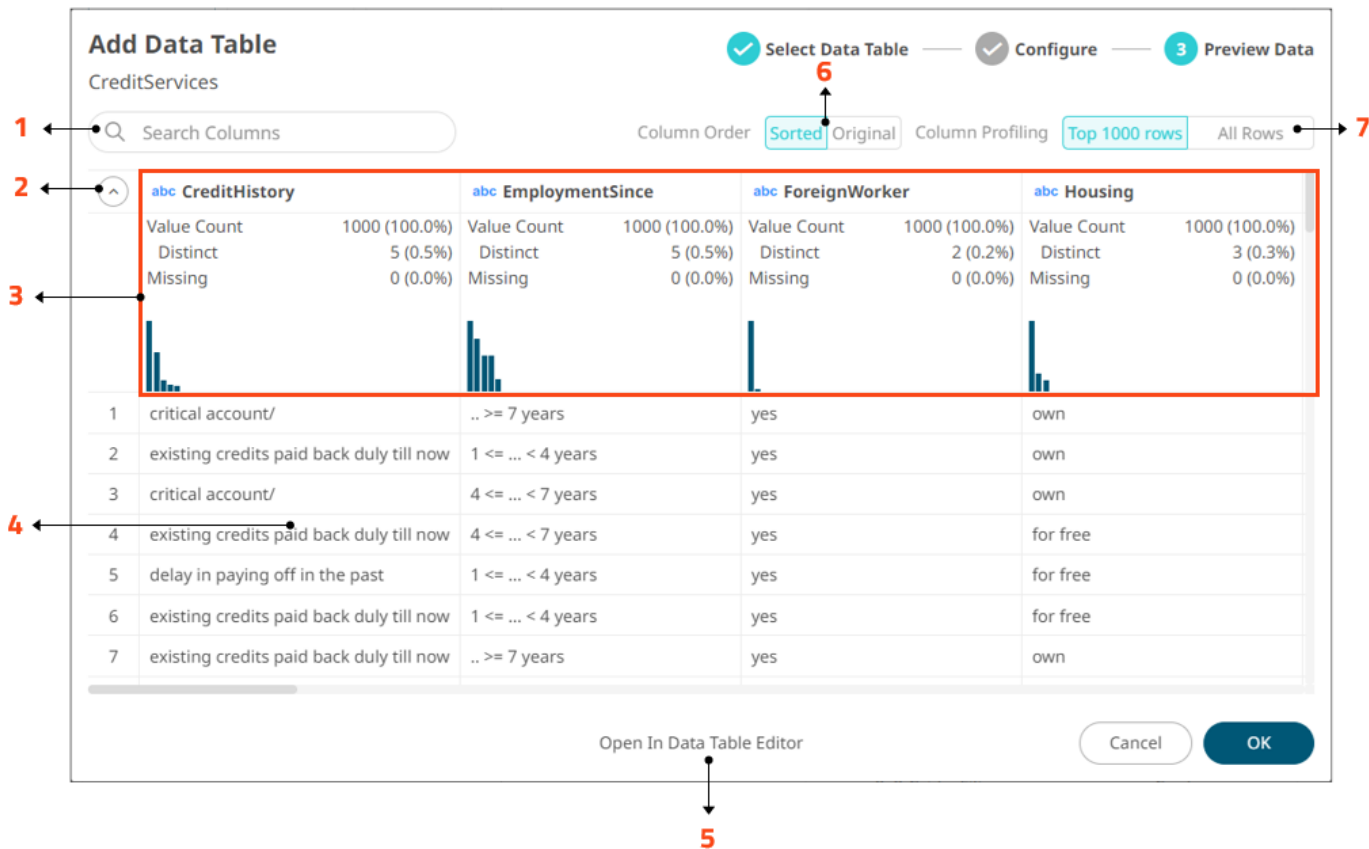 Add Data Table
Select Data Table
Configure
3 Preview Data
CreditServices
6
1 Search Columns
Column Order Sorted Original Column Profiling Top 1000 rows All Rows 7
2 abc CreditHistory abc EmploymentSince abc ForeignWorker abc Housing
Value Count 1000 (100.0%) Value Count 1000 (100.0%) Value Count 1000 (100.0%) Value Count 1000 (100.0%)
Distinct 5 (0.5%) Distinct 5 (0.5%) Distinct 2 (0.2%) Distinct 3 (0.3%)
Missing 0 (0.0%) Missing 0 (0.0%) Missing 0 (0.0%) Missing 0 (0.0%)
3
1 critical account/ .. >= 7 years yes own
2 existing credits paid back duly till now 1 <= ... < 4 years yes own
3 critical account/ 4 <= ... < 7 years yes own
4
4 existing credits paid back duly till now 4 <= ... < 7 years yes for free
5 delay in paying off in the past 1 <= ... < 4 years yes for free
6 existing credits paid back duly till now 1 <= ... < 4 years yes for free
7 existing credits paid back duly till now .. >= 7 years yes own
Open In Data Table Editor Cancel OK
5